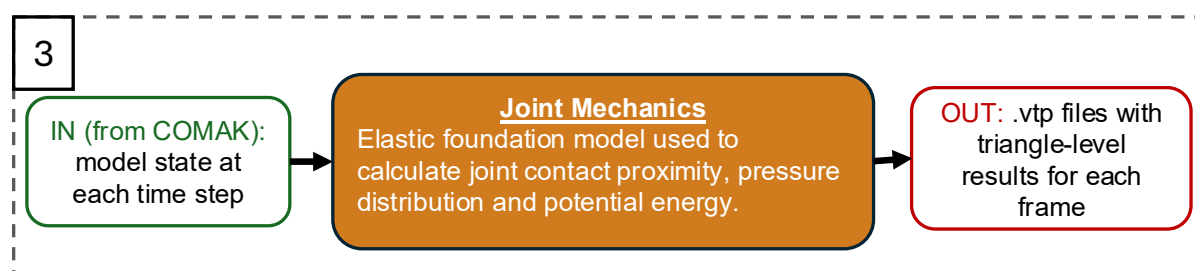 3
IN (from COMAK):
model state at
each time step
Joint Mechanics
Elastic foundation model used to
calculate joint contact proximity, pressure
distribution and potential energy.
OUT: .vtp files with
triangle-level
results for each
frame